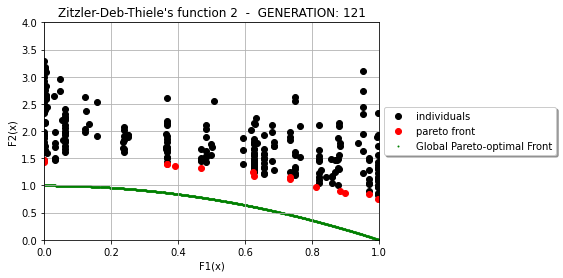 Zitzler-Deb-Thiele's function 2 - GENERATION: 121
4.0
3.5
3.0
2.5
2.0
1.5
1.0
0.5
0.0
F2(x)
0.0 0.2 0.4 0.6 0.8 1.0
F1(x)
individuals
pareto front
Global Pareto-optimal Front